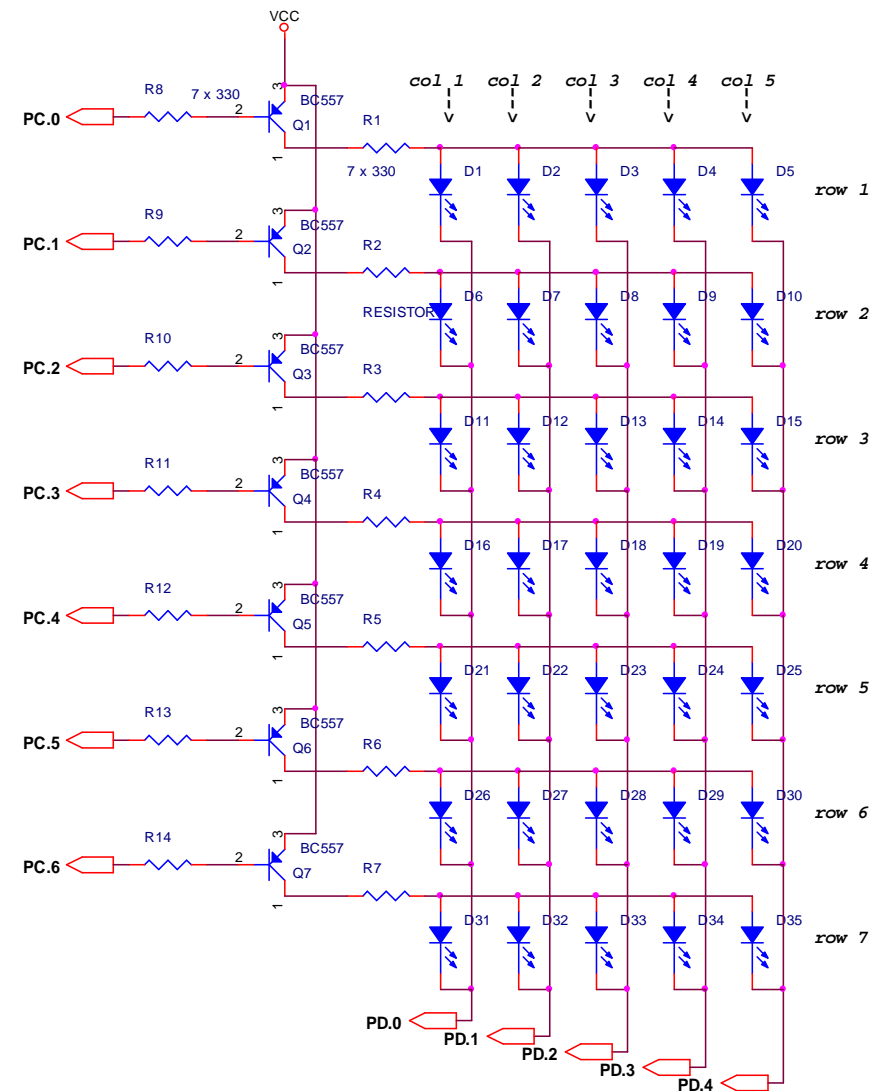 VCC
col 1 col 2 col 3 col 4 col 5
R8 7 x 330 2 3 BC557 Q1 1
PC.0
R1
7 x 330
D1 D2 D3 D4 D5
row 1
R9 2 3 BC557 Q2 1
PC.1
R2
RESISTOR
D6 D7 D8 D9 D10
row 2
R10 2 3 BC557 Q3 1
PC.2
R3
D11 D12 D13 D14 D15
row 3
R11 2 3 BC557 Q4 1
PC.3
R4
D16 D17 D18 D19 D20
row 4
R12 2 3 BC557 Q5 1
PC.4
R5
D21 D22 D23 D24 D25
row 5
R13 2 3 BC557 Q6 1
PC.5
R6
D26 D27 D28 D29 D30
row 6
R14 2 3 BC557 Q7 1
PC.6
R7
D31 D32 D33 D34 D35
row 7
PD.0
PD.1
PD.2
PD.3
PD.4